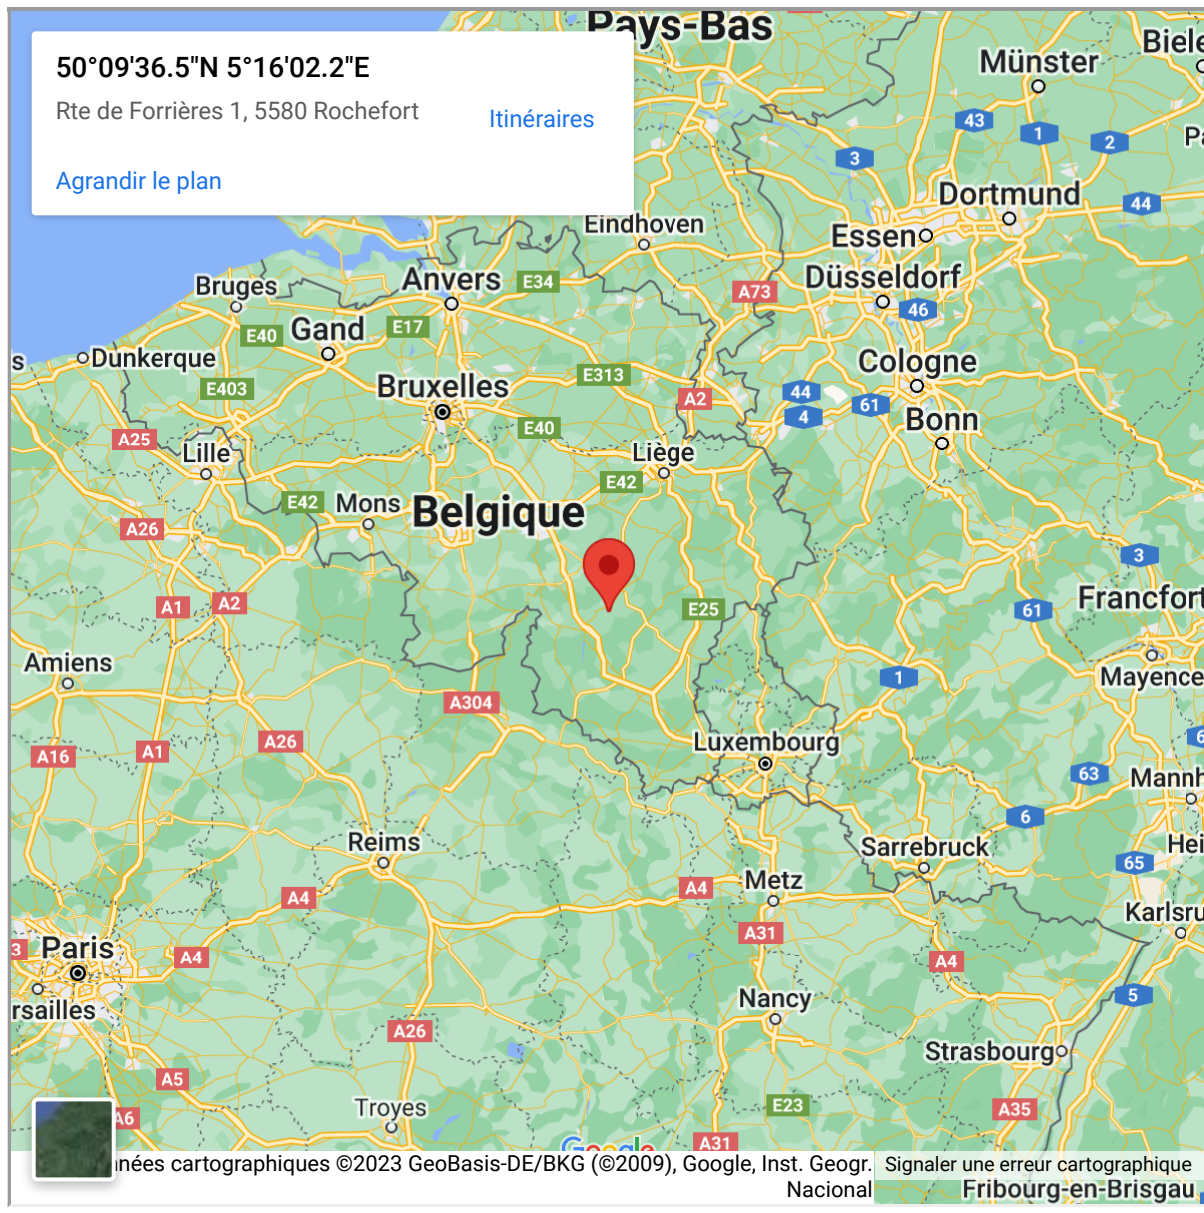 Pays-Bas
50°09'36.5"N 5°16'02.2"E
Rte de Forrières 1, 5580 Rochefort
Itinéraires
Agrandir le plan
Münster
43
1
2
3
Dortmund
44
Eindhoven
Essen
Bruges
Anvers
E34
A73
Düsseldorf
46
E40
Gand
E17
Dunkerque
E403
Bruxelles
E313
A2
44
Cologne
4
61
Bonn
A25
Lille
E40
Liège
E42
E42
Mons
Belgique
A26
3
A1
A2
E25
61
Francfort
Amiens
A304
1
Mayence
A16
A1
A26
Luxembourg
63
6
Reims
Sarrebruck
65
A4
A4
Metz
Paris
A4
A31
A4
Nancy
5
A26
Strasbourg
A5
Troyes
E23
A35
A6
A31
Google
nées cartographiques ©2023 GeoBasis-DE/BKG (©2009), Google, Inst. Geogr.
Nacional
Signaler une erreur cartographique
Fribourg-en-Brisgau